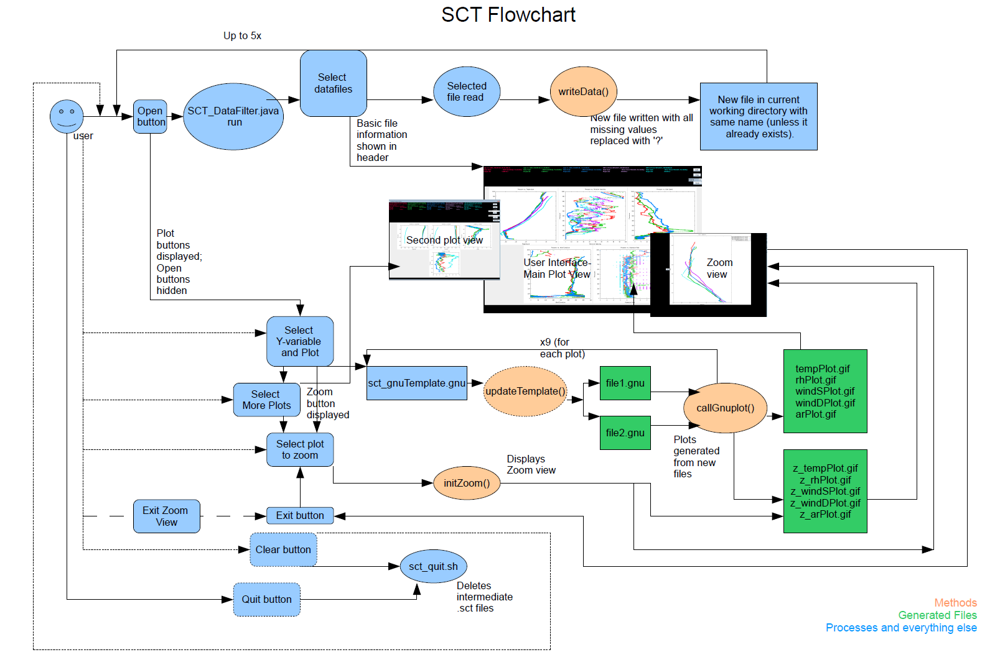 SCT Flowchart
Up to 5x
Select
datafiles
Selected
file read
writeData()
New file in current
working directory with
same name (unless it
already exists).
Open
button
SCT_DataFilter.java
run
user
Basic file
information
shown in
header
New file written with all
missing values
replaced with '?'
Plot
buttons
displayed;
Open
buttons
hidden
Second plot view
User Interface-
Main Plot View
Zoom
view
Select
Y-variable
and Plot
x9 (for
each plot)
sct_gnuTemplate.gnu
updateTemplate()
file1.gnu
file2.gnu
callGnuplot()
tempPlot.gif
rhPlot.gif
windSPlot.gif
windDPlot.gif
arPlot.gif
Select
More Plots
Zoom
button
displayed
Select plot
to zoom
Plots
generated
from new
files
Displays
Zoom view
initZoom()
z_tempPlot.gif
z_rhPlot.gif
z_windSPlot.gif
z_windDPlot.gif
z_arPlot.gif
Exit Zoom
View
Exit button
Clear button
sct_quit.sh
Quit button
Deletes
intermediate
.sct files
Methods
Generated Files
Processes and everything else